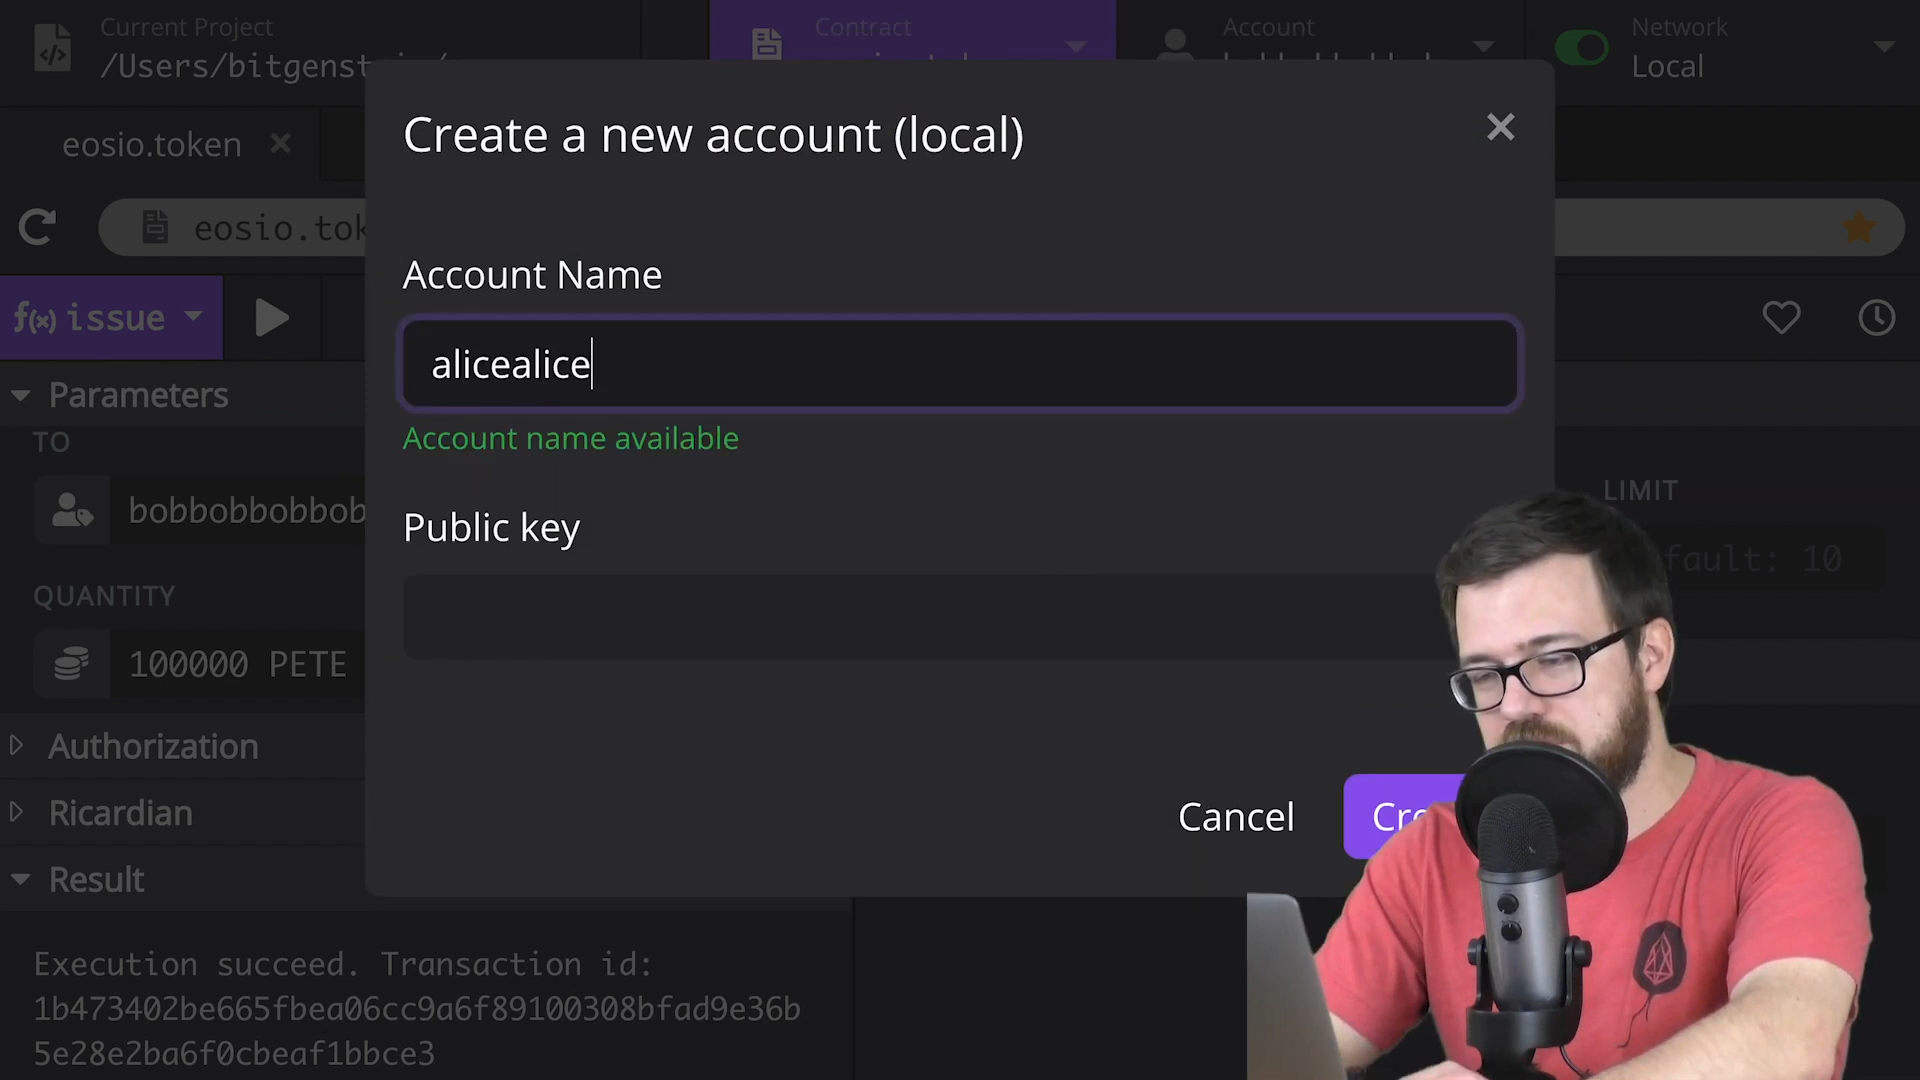 Current Project
Contract
Account
Network
/Users/bitgenst
Local
Create a new account (local)
eosio.token
eosio.tok
Account Name
f(x) issue
alicealice
Parameters
Account name available
TO
LIMIT
bobbobbobbob
Public key
fault: 10
QUANTITY
100000 PETE
Authorization
Ricardian
Cancel
Cre
Result
Execution succeed. Transaction id:
1b473402be665fbea06cc9a6f89100308bfad9e36b
5e28e2ba6f0cbeaf1bbce3